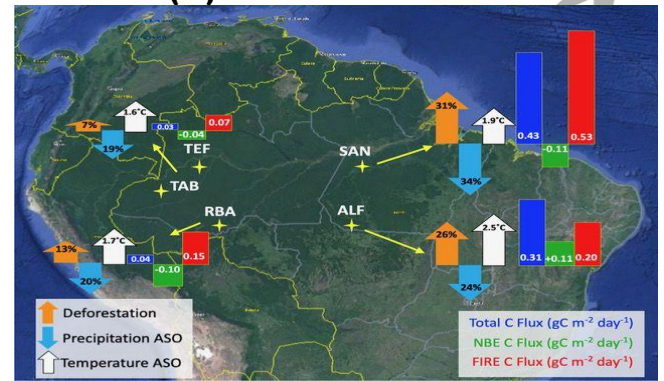 31%
1.9°C
0.43
-0.11
0.53
34%
7%
1.6°C
0.03
-0.04
0.07
19%
TEF
TAB
SAN
RBA
ALF
13%
1.7°C
0.04
-0.10
0.15
20%
26%
2.5°C
0.31
+0.11
0.20
24%
Deforestation
Precipitation ASO
Temperature ASO
Total C Flux (gC m⁻² day⁻¹)
NBE C Flux (gC m⁻² day⁻¹)
FIRE C Flux (gC m⁻² day⁻¹)